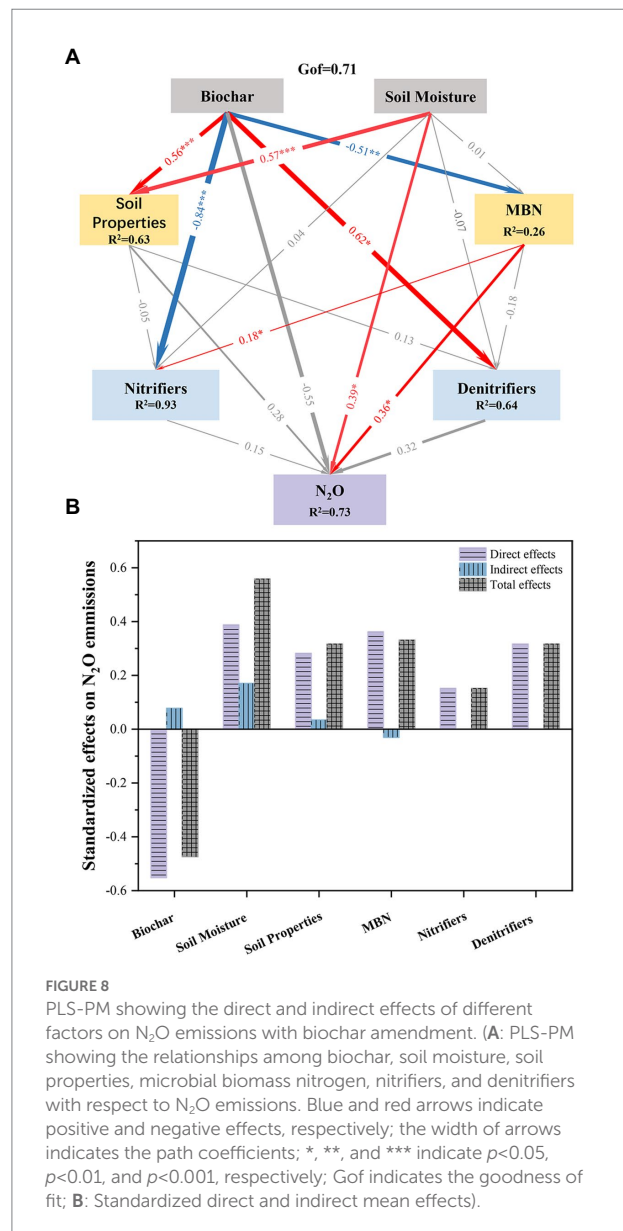 A
Gof=0.71
Biochar
Soil Moisture
0.56***
0.57***
-0.51**
0.01
Soil
Properties
R²=0.63
-0.84***
0.04
0.62*
-0.07
MBN
R²=0.26
-0.05
0.18*
0.13
-0.18
Nitrifiers
R²=0.93
0.28
-0.55
0.39*
0.36*
Denitrifiers
R²=0.64
0.15
0.32
N₂O
R²=0.73
B
Standardized effects on N₂O emmissions
Direct effects
Indirect effects
Total effects
0.6
0.4
0.2
0.0
-0.2
-0.4
-0.6
Biochar
Soil Moisture
Soil Properties
MBN
Nitrifiers
Denitrifiers
FIGURE 8
PLS-PM showing the direct and indirect effects of different
factors on N₂O emissions with biochar amendment. (A: PLS-PM
showing the relationships among biochar, soil moisture, soil
properties, microbial biomass nitrogen, nitrifiers, and denitrifiers
with respect to N₂O emissions. Blue and red arrows indicate
positive and negative effects, respectively; the width of arrows
indicates the path coefficients; *, **, and *** indicate p<0.05,
p<0.01, and p<0.001, respectively; Gof indicates the goodness of
fit; B: Standardized direct and indirect mean effects).